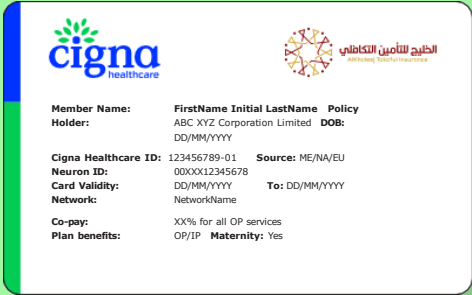 cigna
healthcare
الخليج للتأمين التكافلي
Alkhaleej Takaful Insurance
Member Name: FirstName Initial LastName Policy
Holder: ABC XYZ Corporation Limited DOB:
DD/MM/YYYY
Cigna Healthcare ID: 123456789-01 Source: ME/NA/EU
Neuron ID: 00XXX12345678
Card Validity: DD/MM/YYYY To: DD/MM/YYYY
Network: NetworkName
Co-pay: XX% for all OP services
Plan benefits: OP/IP Maternity: Yes